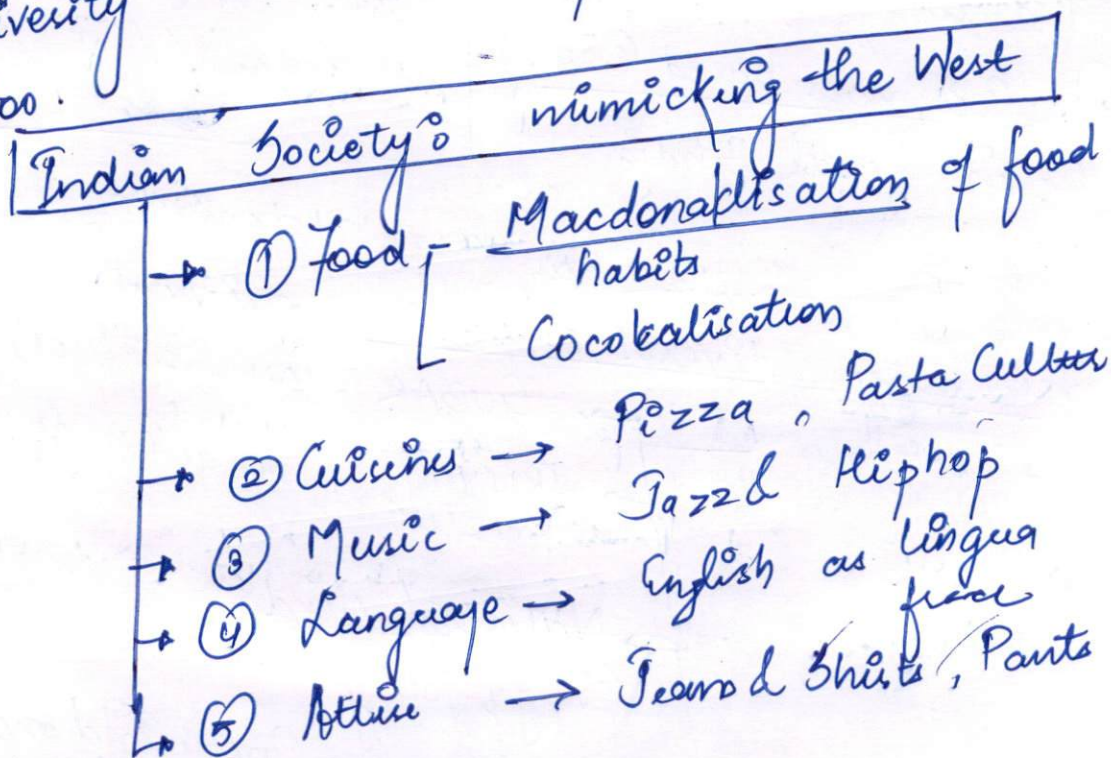 oo.
Indian Society: mimicking the West
① Food - Macdonaldisation of food
habits
Cocokalisation
② Cuisines → Pizza, Pasta Culture
③ Music → Jazz & Hiphop
④ Language → English as lingua
franca
⑤ Attire → Jeans & Shirts, Pants